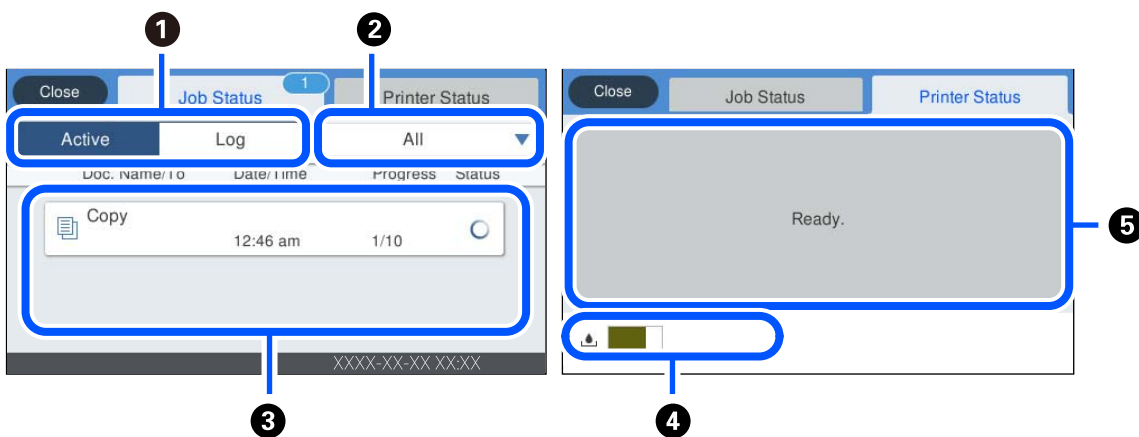 1 2
Close Job Status 1 Printer Status
Active Log All
Doc. Name/To Date/Time Progress Status
Copy
12:46 am 1/10
XXXX-XX-XX XX:XX
3
Close Job Status Printer Status
Ready.
5
4